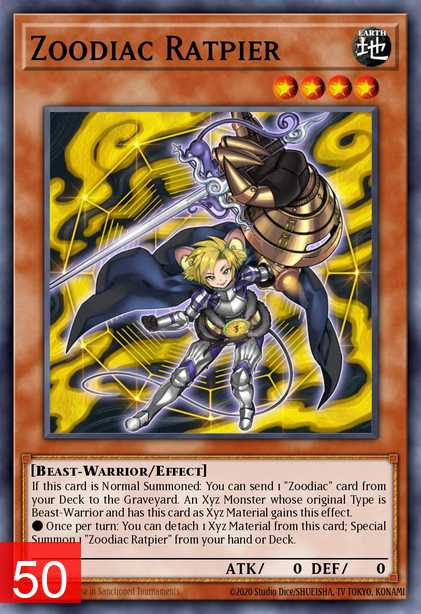 Zoodiac Ratpier
EARTH
地
[Beast-Warrior/Effect]
If this card is Normal Summoned: You can send 1 "Zoodiac" card from
your Deck to the Graveyard. An Xyz Monster whose original Type is
Beast-Warrior and has this card as Xyz Material gains this effect.
● Once per turn: You can detach 1 Xyz Material from this card; Special
Summon 1 "Zoodiac Ratpier" from your hand or Deck.
ATK/ 0 DEF/ 0
50
in Sanctioned Tournaments
©2020 Studio Dice/SHUEISHA, TV TOKYO, KONAMI